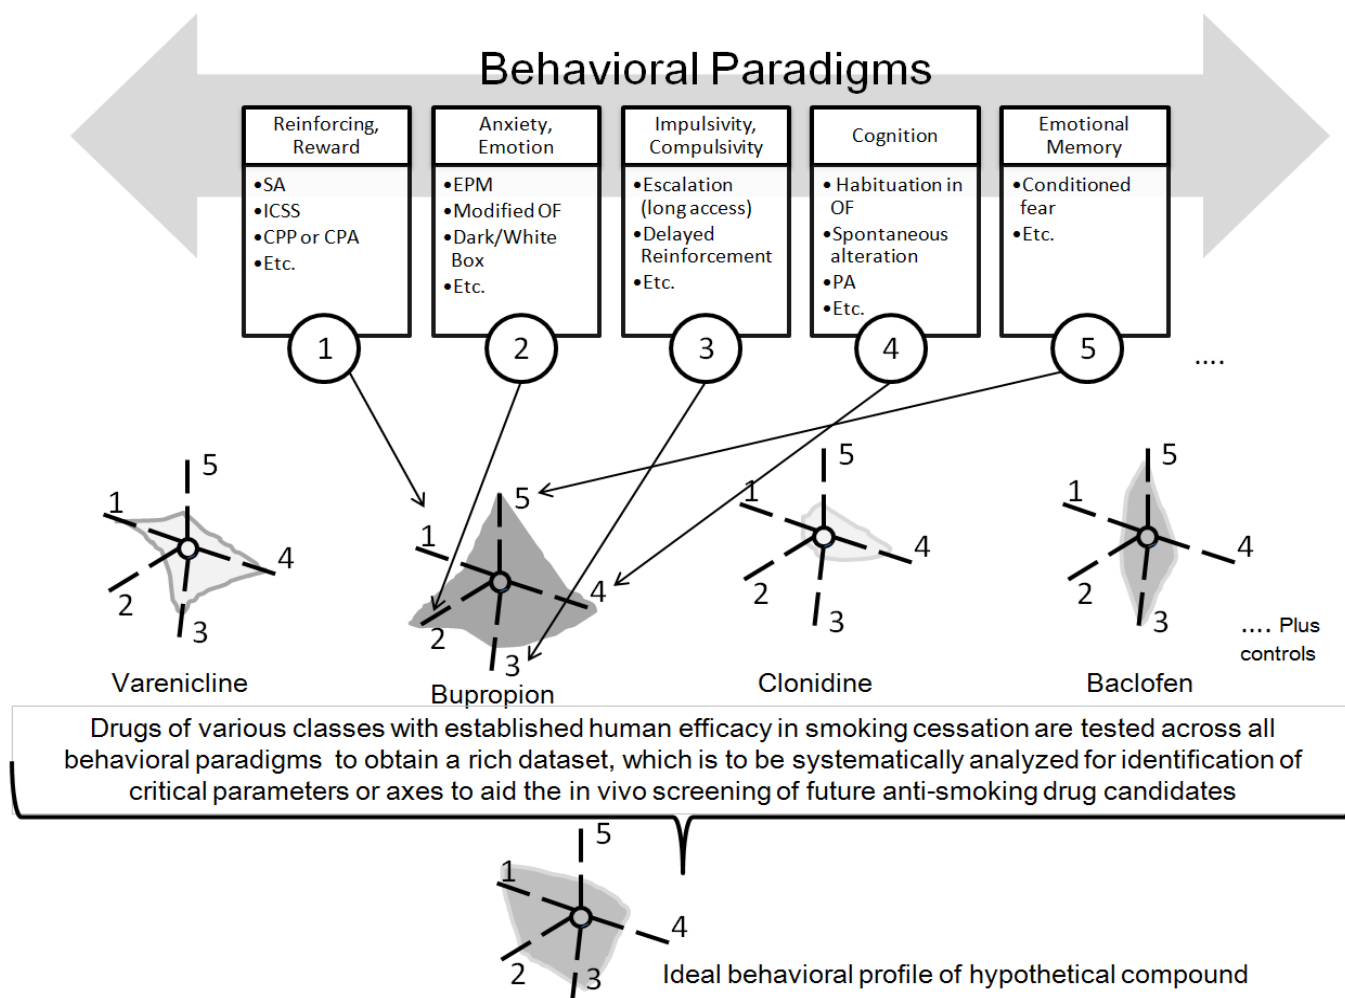 Behavioral Paradigms
Reinforcing,
Reward
•SA
•ICSS
•CPP or CPA
•Etc.
1
Anxiety,
Emotion
•EPM
•Modified OF
•Dark/White
Box
•Etc.
2
Impulsivity,
Compulsivity
•Escalation
(long access)
•Delayed
Reinforcement
•Etc.
3
Cognition
• Habituation in
OF
•Spontaneous
alteration
•PA
•Etc.
4
Emotional
Memory
•Conditioned
fear
•Etc.
5
....
5
1
4
2
3
Varenicline
5
1
4
2
3
Bupropion
5
1
4
2
3
Clonidine
5
1
4
2
3
Baclofen
.... Plus
controls
Drugs of various classes with established human efficacy in smoking cessation are tested across all
behavioral paradigms to obtain a rich dataset, which is to be systematically analyzed for identification of
critical parameters or axes to aid the in vivo screening of future anti-smoking drug candidates
5
1
4
2
3
Ideal behavioral profile of hypothetical compound